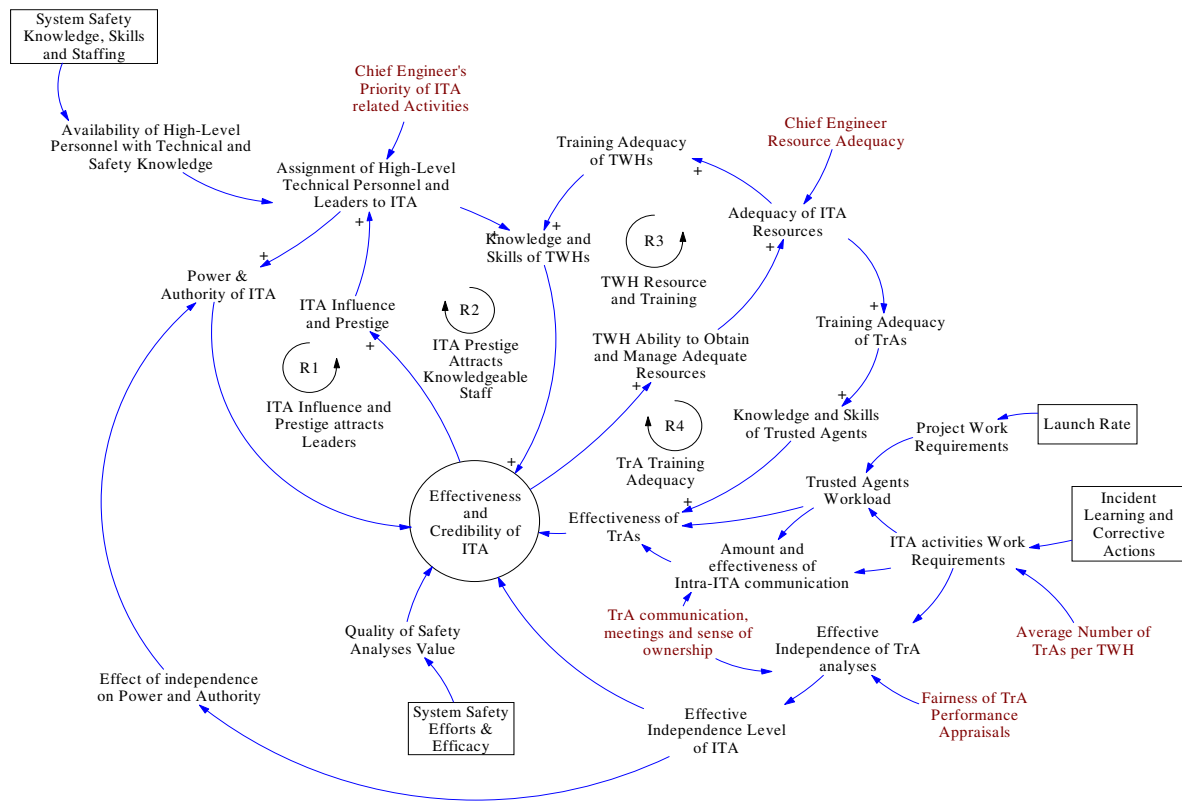 System Safety
Knowledge, Skills
and Staffing
Chief Engineer's
Priority of ITA
related Activities
Availability of High-Level
Personnel with Technical and
Safety Knowledge
Training Adequacy
of TWHs
Chief Engineer
Resource Adequacy
Assignment of High-Level
Technical Personnel and
Leaders to ITA
+
+
+
+
+
+
Adequacy of ITA
Resources
Knowledge and
Skills of TWHs
R3
TWH Resource
and Training
+
Power &
Authority of ITA
ITA Influence
and Prestige
+
R2
ITA Prestige
Attracts
Knowledgeable
Staff
+
Training Adequacy
of TrAs
TWH Ability to Obtain
and Manage Adequate
Resources
+
R1
ITA Influence and
Prestige attracts
Leaders
+
Knowledge and Skills
of Trusted Agents
R4
TrA Training
Adequacy
Project Work
Requirements
Launch Rate
+
+
Trusted Agents
Workload
Effectiveness
and
Credibility of
ITA
Effectiveness of
TrAs
Incident
Learning and
Corrective
Actions
ITA activities Work
Requirements
Amount and
effectiveness of
Intra-ITA communication
TrA communication,
meetings and sense of
ownership
Quality of Safety
Analyses Value
Effective
Independence of TrA
analyses
Average Number of
TrAs per TWH
Effect of independence
on Power and Authority
System Safety
Efforts &
Efficacy
Effective
Independence Level
of ITA
Fairness of TrA
Performance
Appraisals